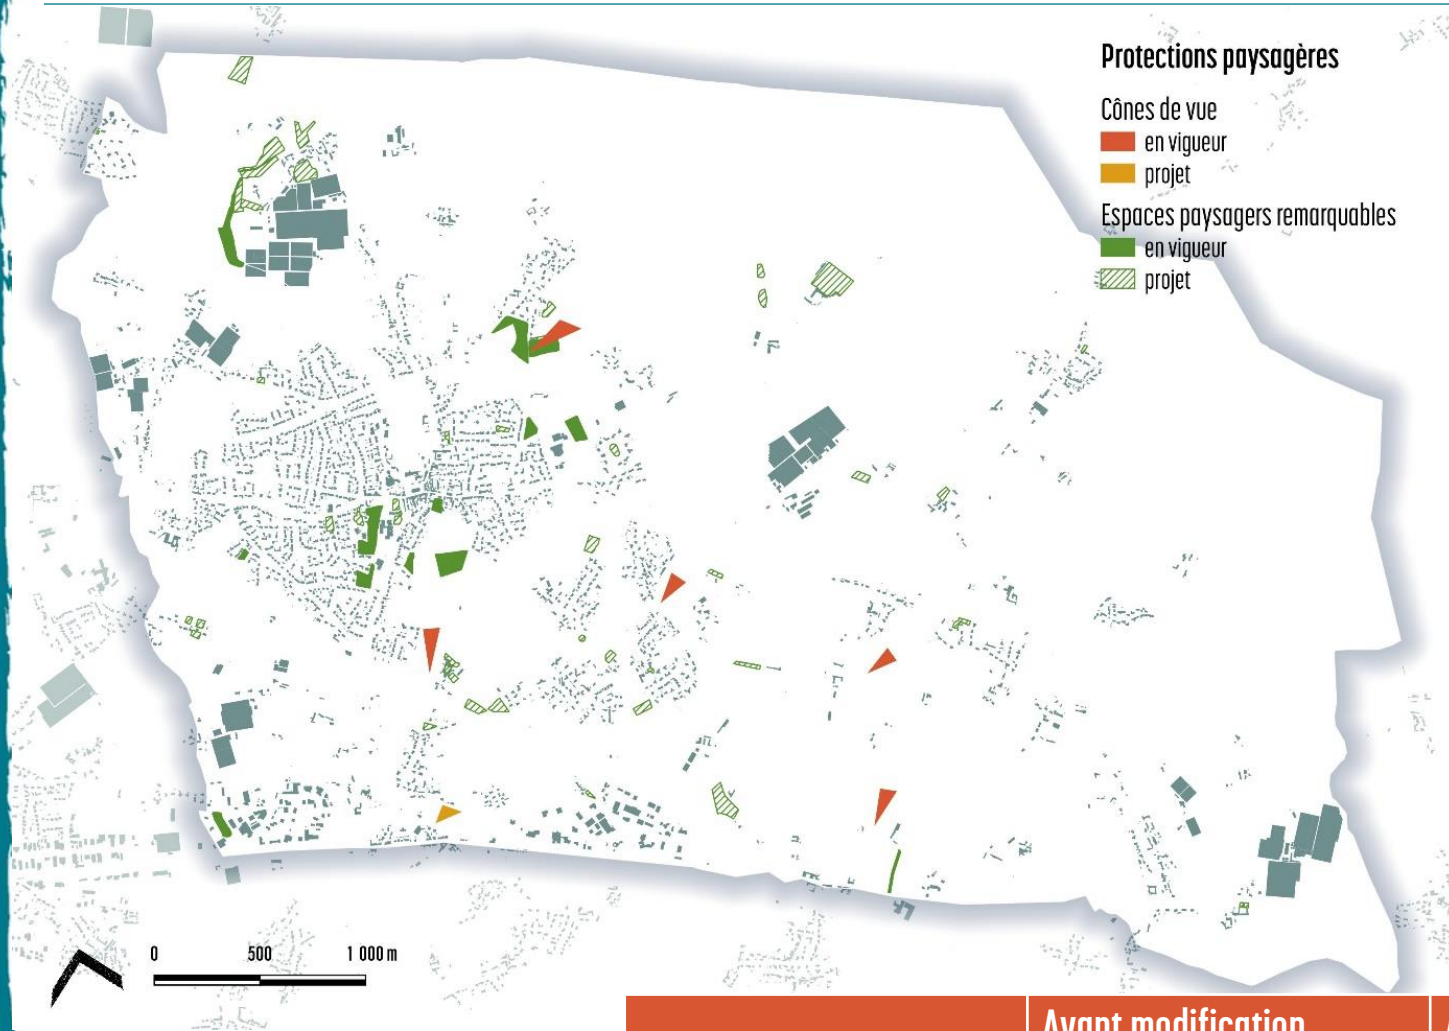 Protections paysagères
Cônes de vue
en vigueur
projet
Espaces paysagers remarquables
en vigueur
projet
0 500 1 000 m
Avant modification